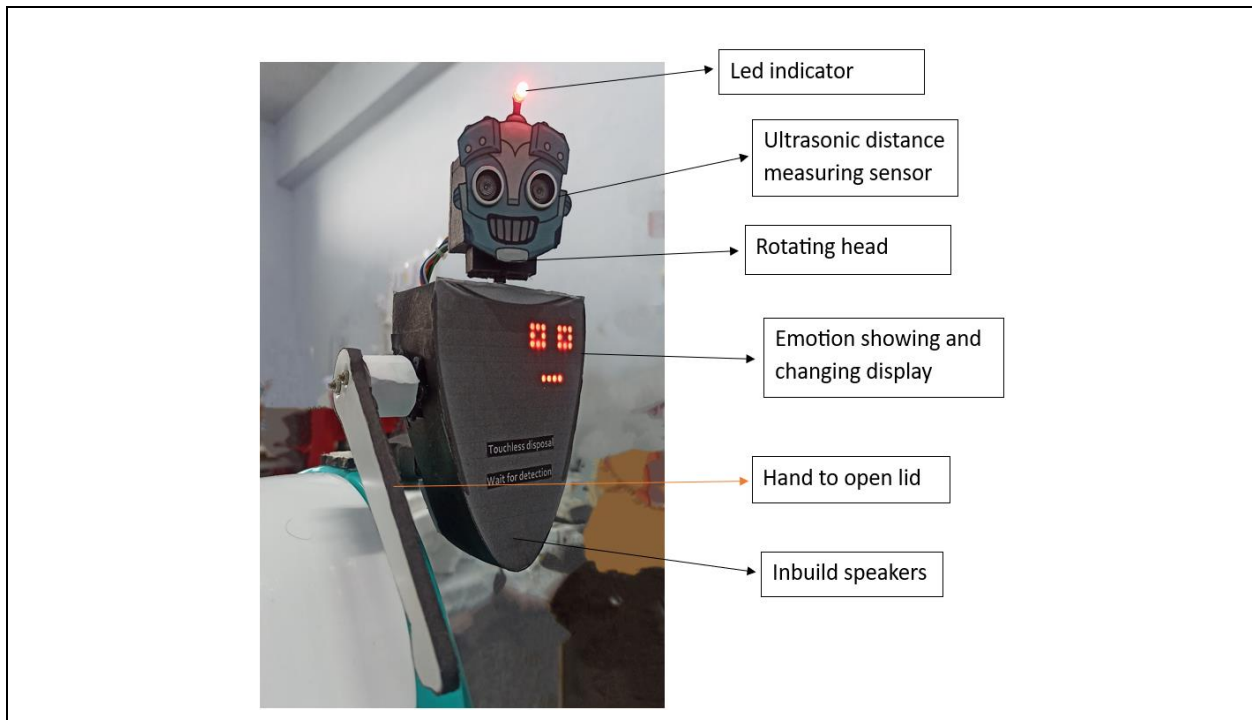 Led indicator
Ultrasonic distance
measuring sensor
Rotating head
Emotion showing and
changing display
Touchless disposal
Wait for detection
Hand to open lid
Inbuild speakers